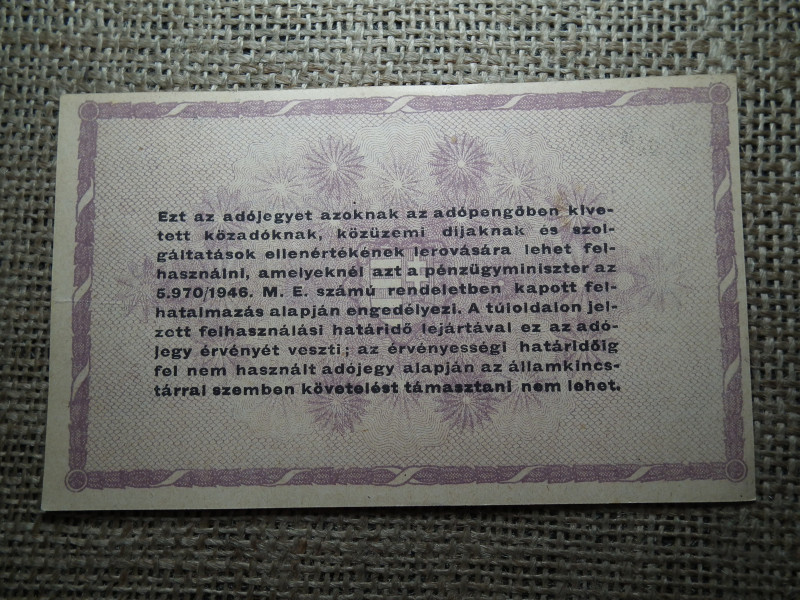 Ezt az adójegyet azoknak az adópengőben kive-
tett közadóknak, közüzemi díjaknak és szol-
gáltatások ellenértékének lerovására lehet fel-
használni, amelyeknél azt a pénzügyminiszter az
5.970/1946. M. E. számú rendeletben kapott fel-
hatalmazás alapján engedélyezi. A túloldalon jel-
zett felhasználási határidő lejártával ez az adó-
jegy érvényét veszti; az érvényességi határidőig
fel nem használt adójegy alapján az államkincs-
tárral szemben követelést támasztani nem lehet.